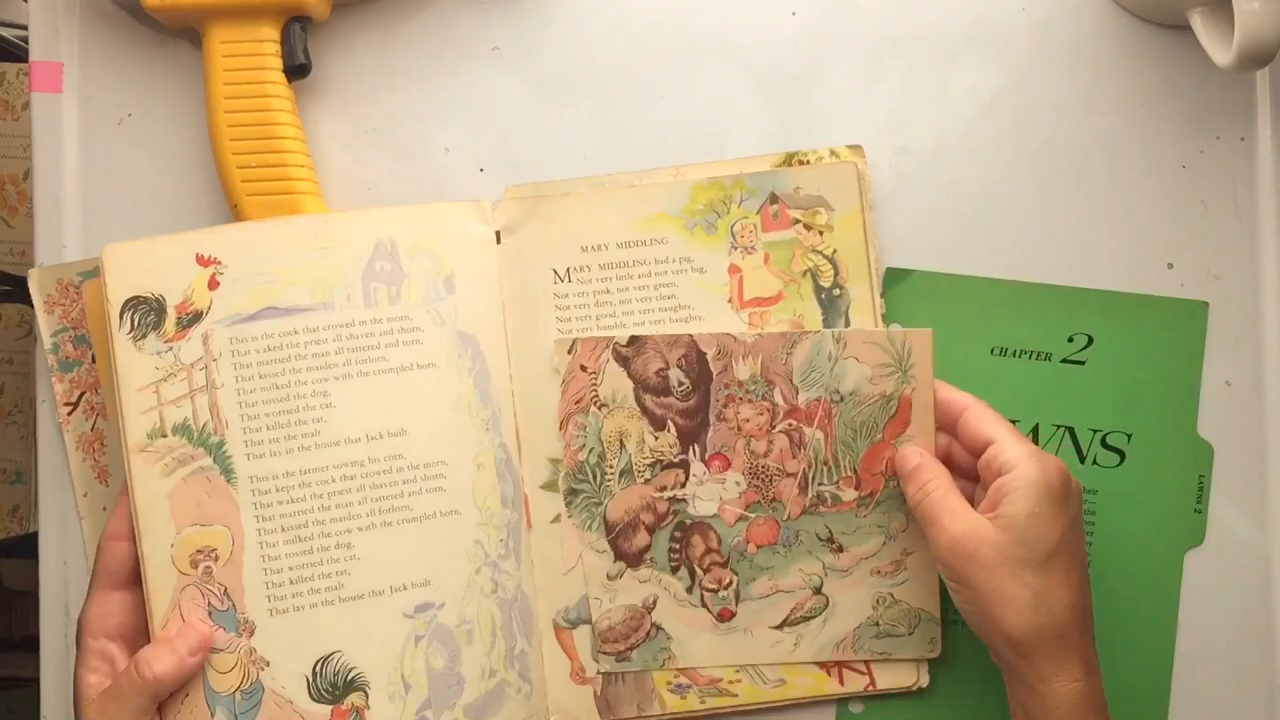 This is the cock that crowed in the morn,
That waked the priest all shaven and shorn,
That married the man all tattered and torn,
That kissed the maiden all forlorn,
That milked the cow with the crumpled horn,
That tossed the dog,
That worried the cat,
That killed the rat,
That ate the malt
That lay in the house that Jack built.
This is the farmer sowing his corn,
That kept the cock that crowed in the morn,
That waked the priest all shaven and shorn,
That married the man all tattered and torn,
That kissed the maiden all forlorn,
That milked the cow with the crumpled horn,
That tossed the dog,
That worried the cat,
That killed the rat,
That ate the malt
That lay in the house that Jack built.
MARY MIDDLING
MARY MIDDLING had a pig,
Not very little and not very big,
Not very pink, not very green,
Not very dirty, not very clean,
Not very good, not very naughty,
Not very humble, not very haughty,
CHAPTER 2
WNS
LAWNS 2